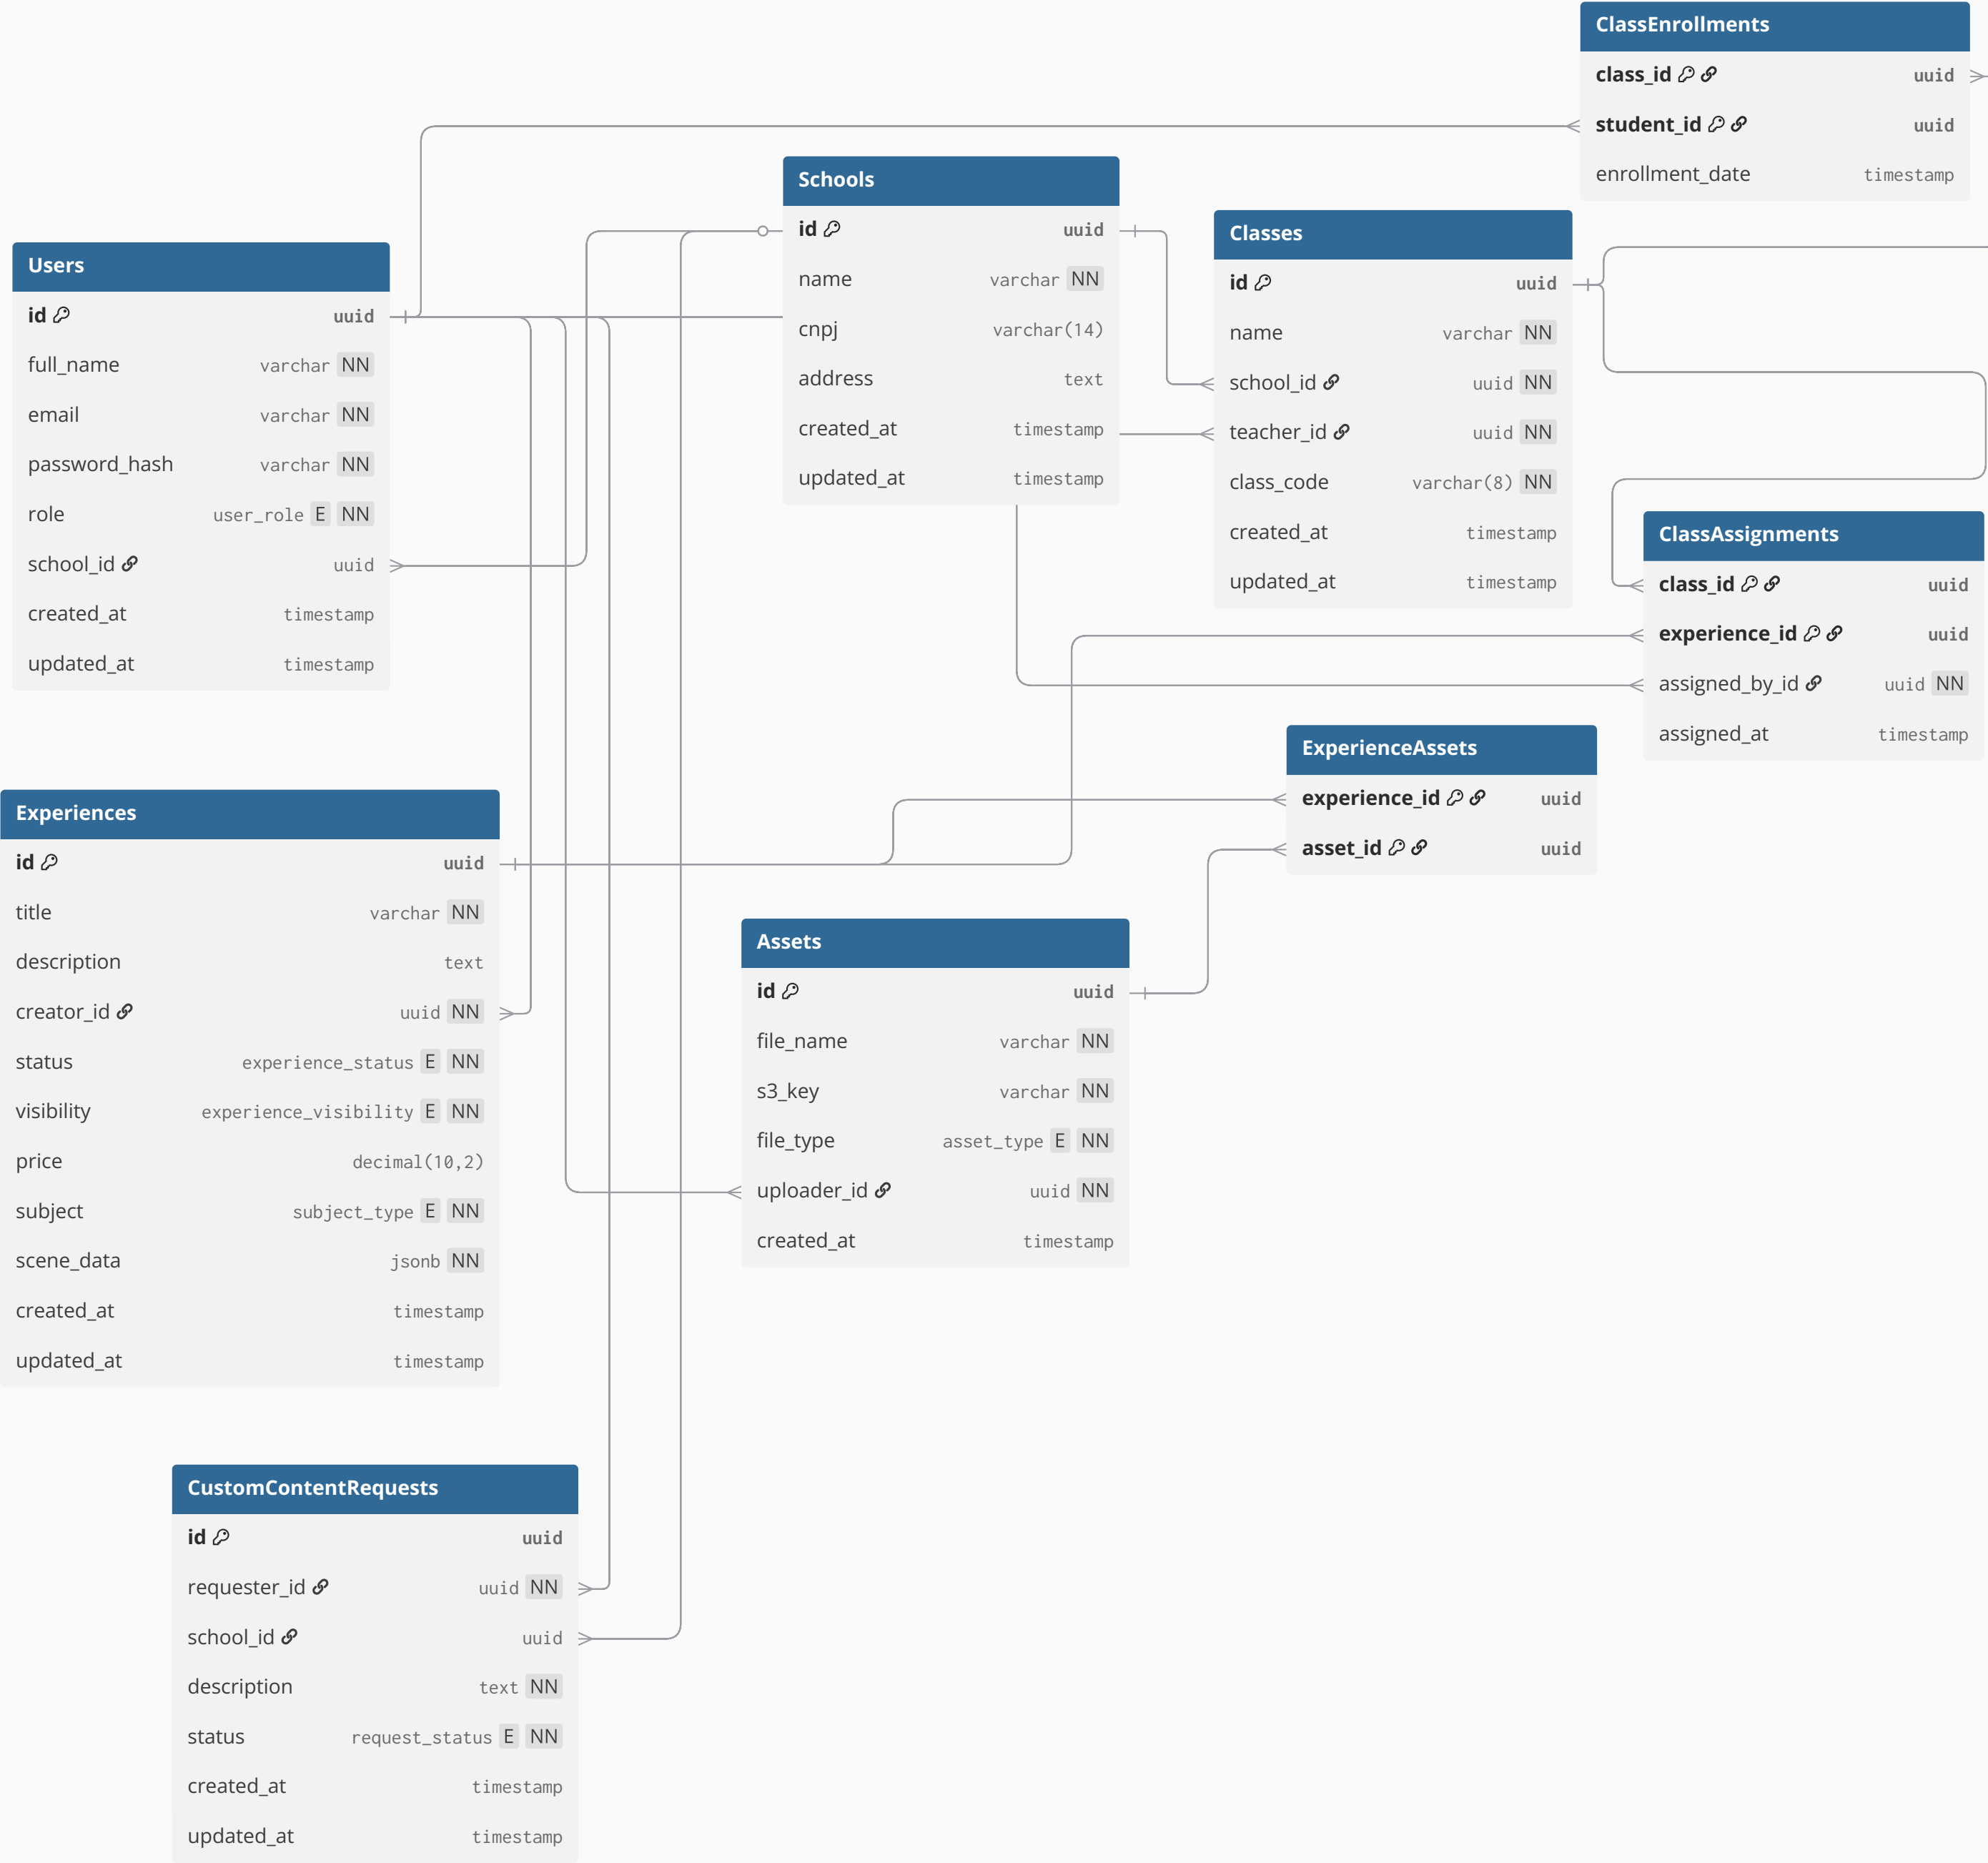 ClassEnrollments
class_id uuid
student_id uuid
enrollment_date timestamp
Schools
id uuid
name varchar NN
cnpj varchar(14)
address text
created_at timestamp
updated_at timestamp
Classes
id uuid
name varchar NN
school_id uuid NN
teacher_id uuid NN
class_code varchar(8) NN
created_at timestamp
updated_at timestamp
Users
id uuid
full_name varchar NN
email varchar NN
password_hash varchar NN
role user_role E NN
school_id uuid
created_at timestamp
updated_at timestamp
ClassAssignments
class_id uuid
experience_id uuid
assigned_by_id uuid NN
assigned_at timestamp
ExperienceAssets
experience_id uuid
asset_id uuid
Experiences
id uuid
title varchar NN
description text
creator_id uuid NN
status experience_status E NN
visibility experience_visibility E NN
price decimal(10,2)
subject subject_type E NN
scene_data jsonb NN
created_at timestamp
updated_at timestamp
Assets
id uuid
file_name varchar NN
s3_key varchar NN
file_type asset_type E NN
uploader_id uuid NN
created_at timestamp
CustomContentRequests
id uuid
requester_id uuid NN
school_id uuid
description text NN
status request_status E NN
created_at timestamp
updated_at timestamp